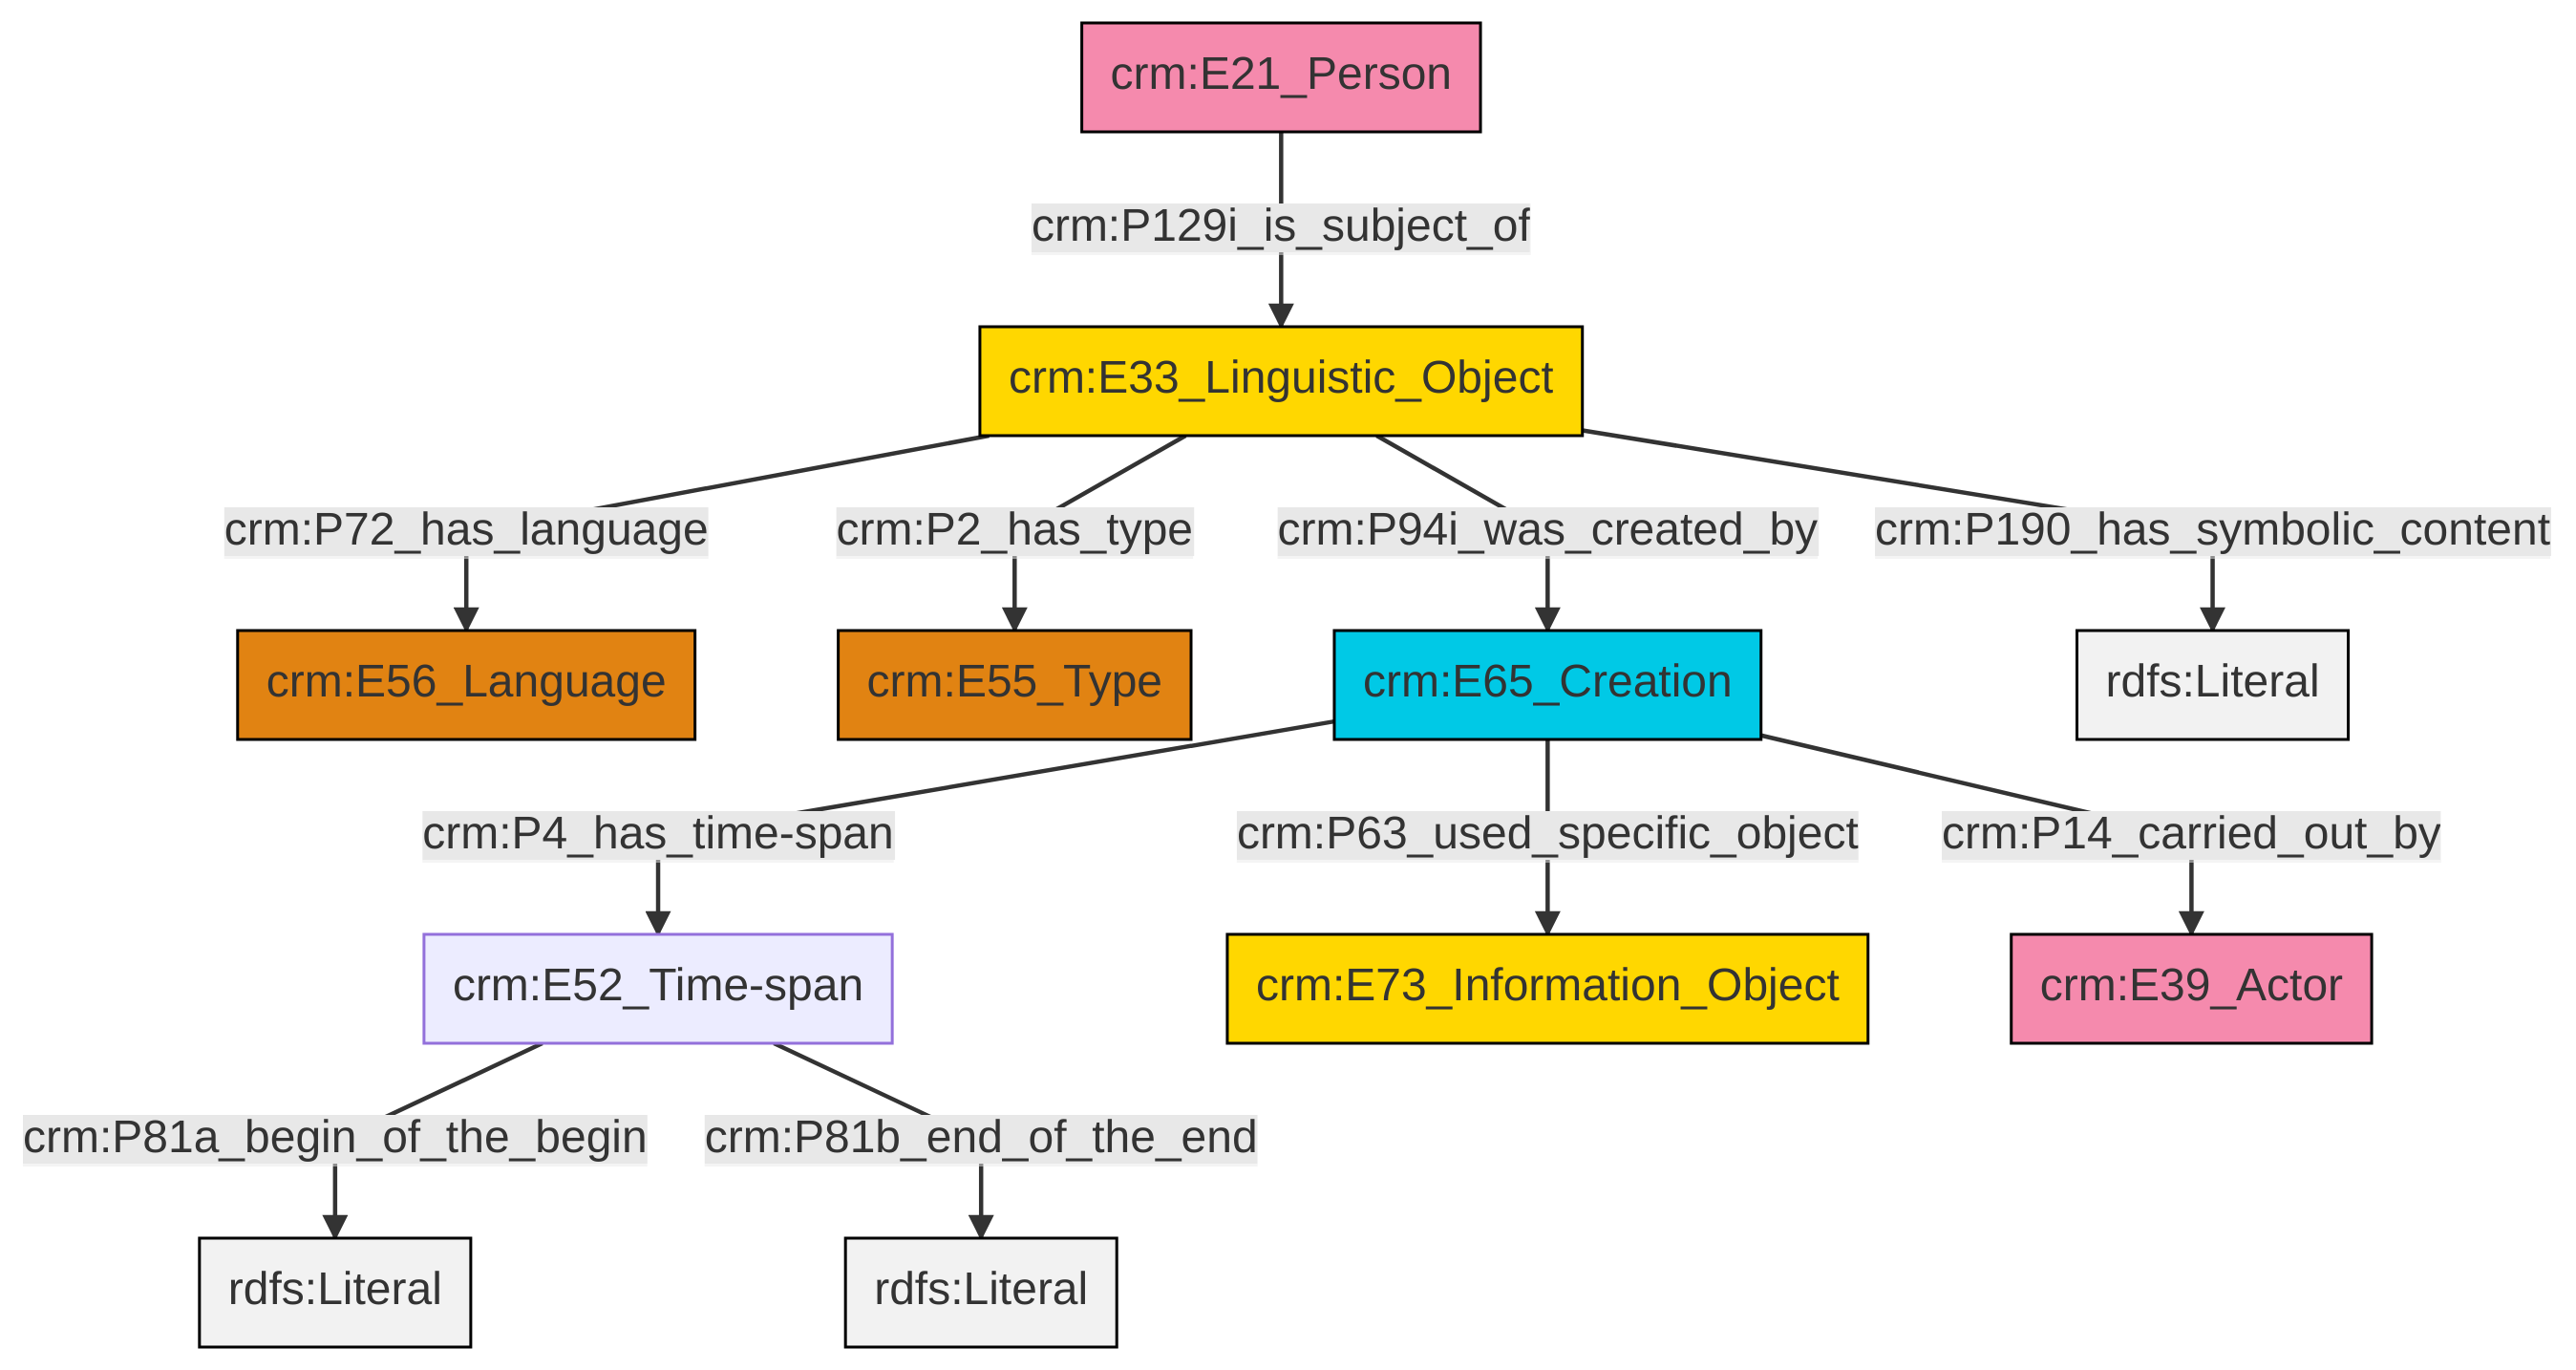 crm:E21_Person
crm:P129i_is_subject_of
crm:E33_Linguistic_Object
crm:P72_has_language
crm:P2_has_type
crm:P94i_was_created_by
crm:P190_has_symbolic_content
crm:E56_Language
crm:E55_Type
crm:E65_Creation
rdfs:Literal
crm:P4_has_time-span
crm:P63_used_specific_object
crm:P14_carried_out_by
crm:E52_Time-span
crm:E73_Information_Object
crm:E39_Actor
crm:P81a_begin_of_the_begin
crm:P81b_end_of_the_end
rdfs:Literal
rdfs:Literal